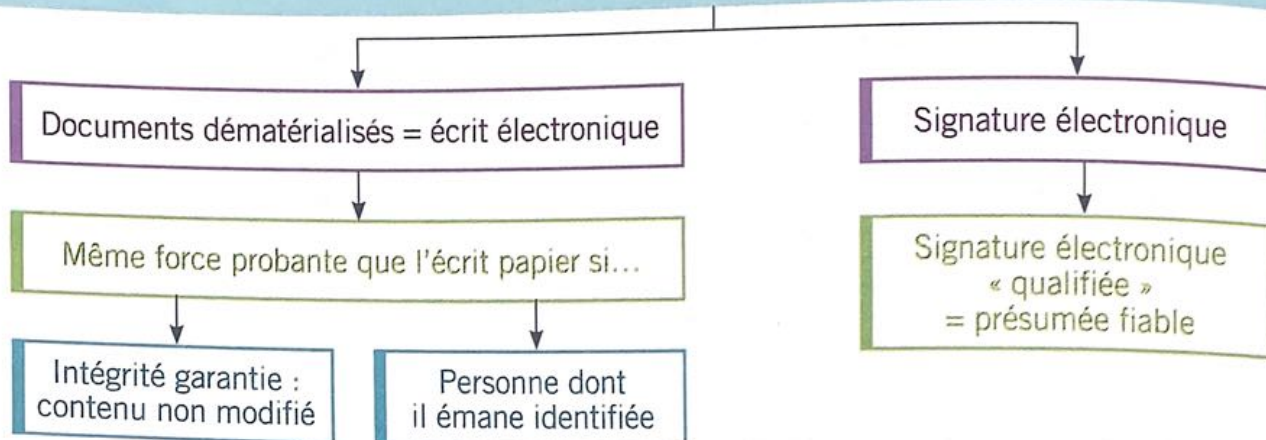 Documents dématérialisés = écrit électronique
Signature électronique
Même force probante que l'écrit papier si...
Signature électronique
« qualifiée »
= présumée fiable
Intégrité garantie :
contenu non modifié
Personne dont
il émane identifiée